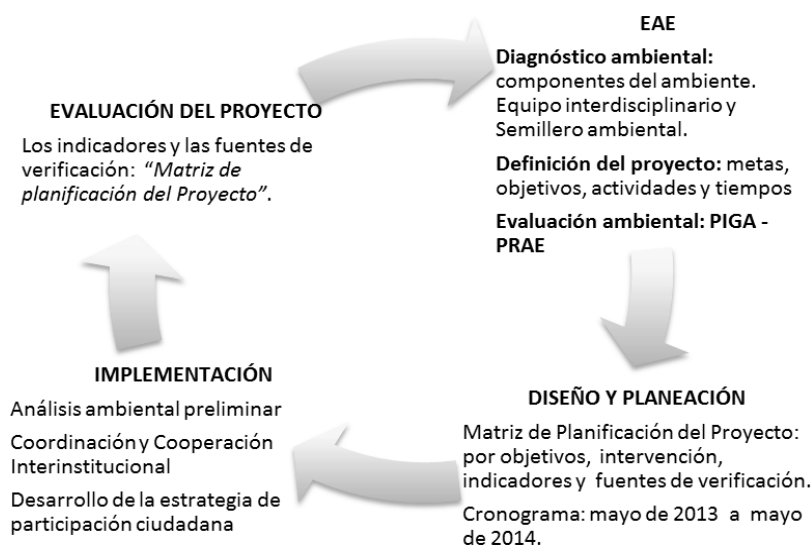 EAE
Diagnóstico ambiental:
componentes del ambiente.
Equipo interdisciplinario y
Semillero ambiental.
Definición del proyecto: metas,
objetivos, actividades y tiempos
Evaluación ambiental: PIGA -
PRAE
DISEÑO Y PLANEACIÓN
Matriz de Planificación del Proyecto:
por objetivos, intervención,
indicadores y fuentes de verificación.
Cronograma: mayo de 2013 a mayo
de 2014.
IMPLEMENTACIÓN
Análisis ambiental preliminar
Coordinación y Cooperación
Interinstitucional
Desarrollo de la estrategia de
participación ciudadana
EVALUACIÓN DEL PROYECTO
Los indicadores y las fuentes de
verificación: “Matriz de
planificación del Proyecto”.